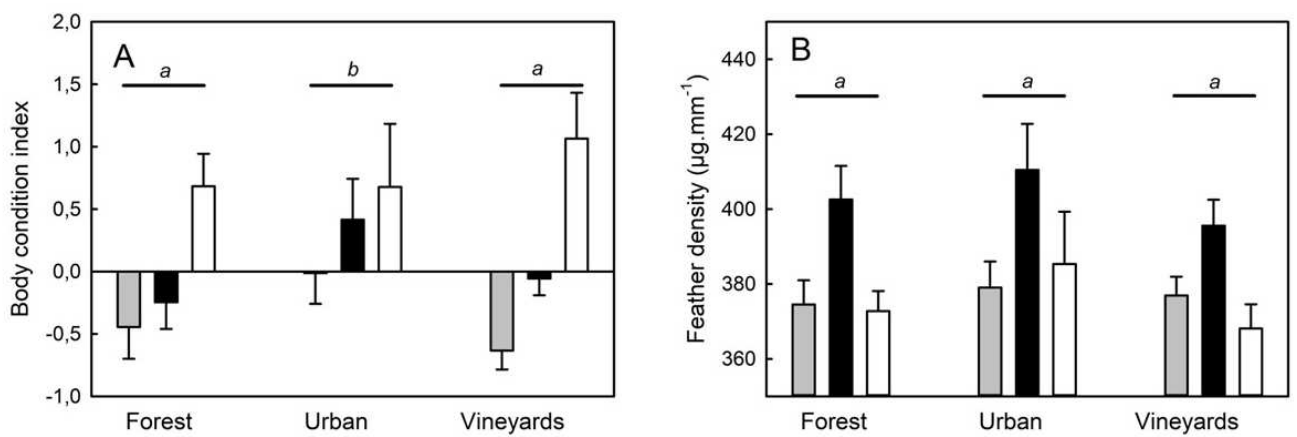 A
Body condition index
2,0
1,5
1,0
0,5
0,0
-0,5
-1,0
a
b
a
Forest
Urban
Vineyards
B
Feather density (µg.mm⁻¹)
440
420
400
380
360
a
a
a
Forest
Urban
Vineyards